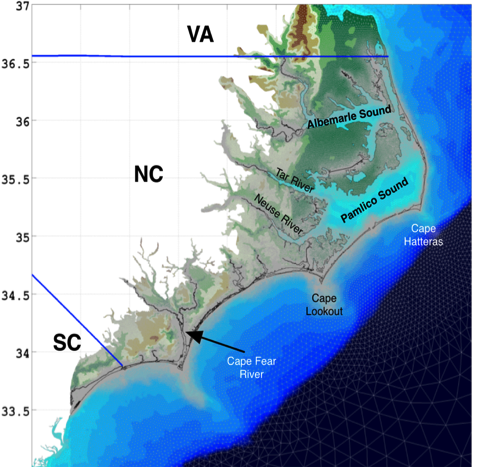 37
VA
36.5
36
Albemarle Sound
NC
35.5
Tar River
Pamlico Sound
Neuse River
35
Cape
Hatteras
34.5
Cape
Lookout
SC
34
Cape Fear
River
33.5